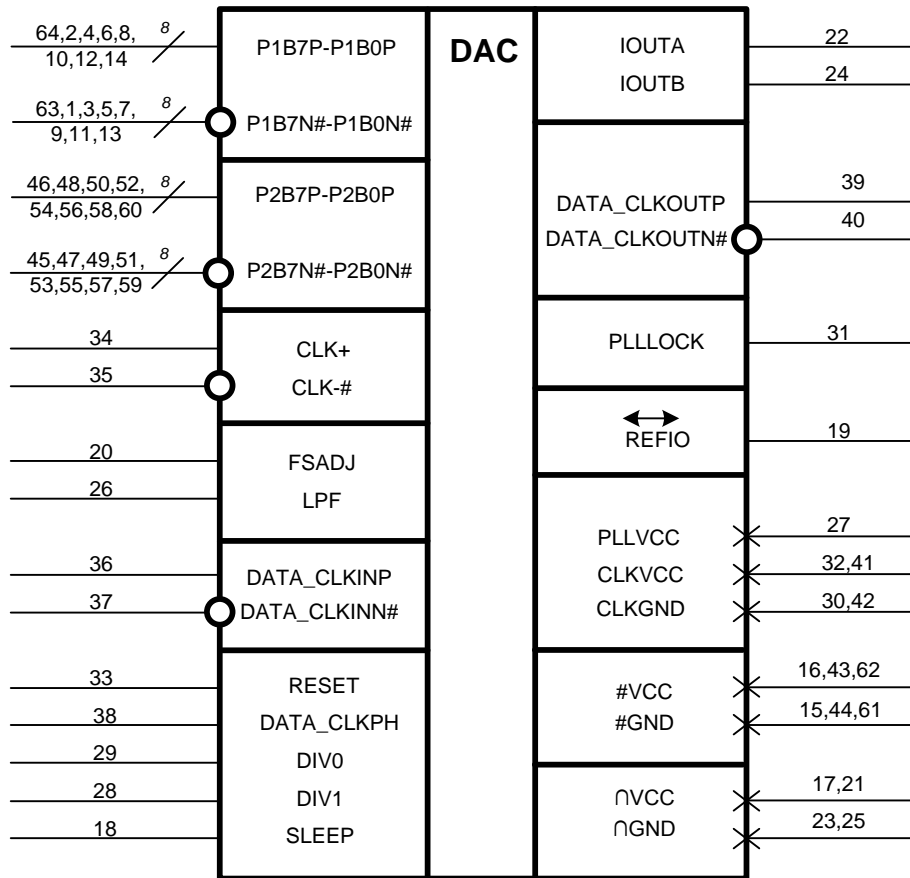 64,2,4,6,8,
10,12,14
8
P1B7P-P1B0P
63,1,3,5,7,
9,11,13
8
P1B7N#-P1B0N#
46,48,50,52,
54,56,58,60
8
P2B7P-P2B0P
45,47,49,51,
53,55,57,59
8
P2B7N#-P2B0N#
34
CLK+
35
CLK-#
20
FSADJ
26
LPF
36
DATA_CLKINP
37
DATA_CLKINN#
33
RESET
38
DATA_CLKPH
29
DIV0
28
DIV1
18
SLEEP
DAC
IOUTA
22
IOUTB
24
DATA_CLKOUTP
39
DATA_CLKOUTN#
40
PLLLOCK
31
REFIO
19
PLLVCC
27
CLKVCC
32,41
CLKGND
30,42
#VCC
16,43,62
#GND
15,44,61
∩VCC
17,21
∩GND
23,25